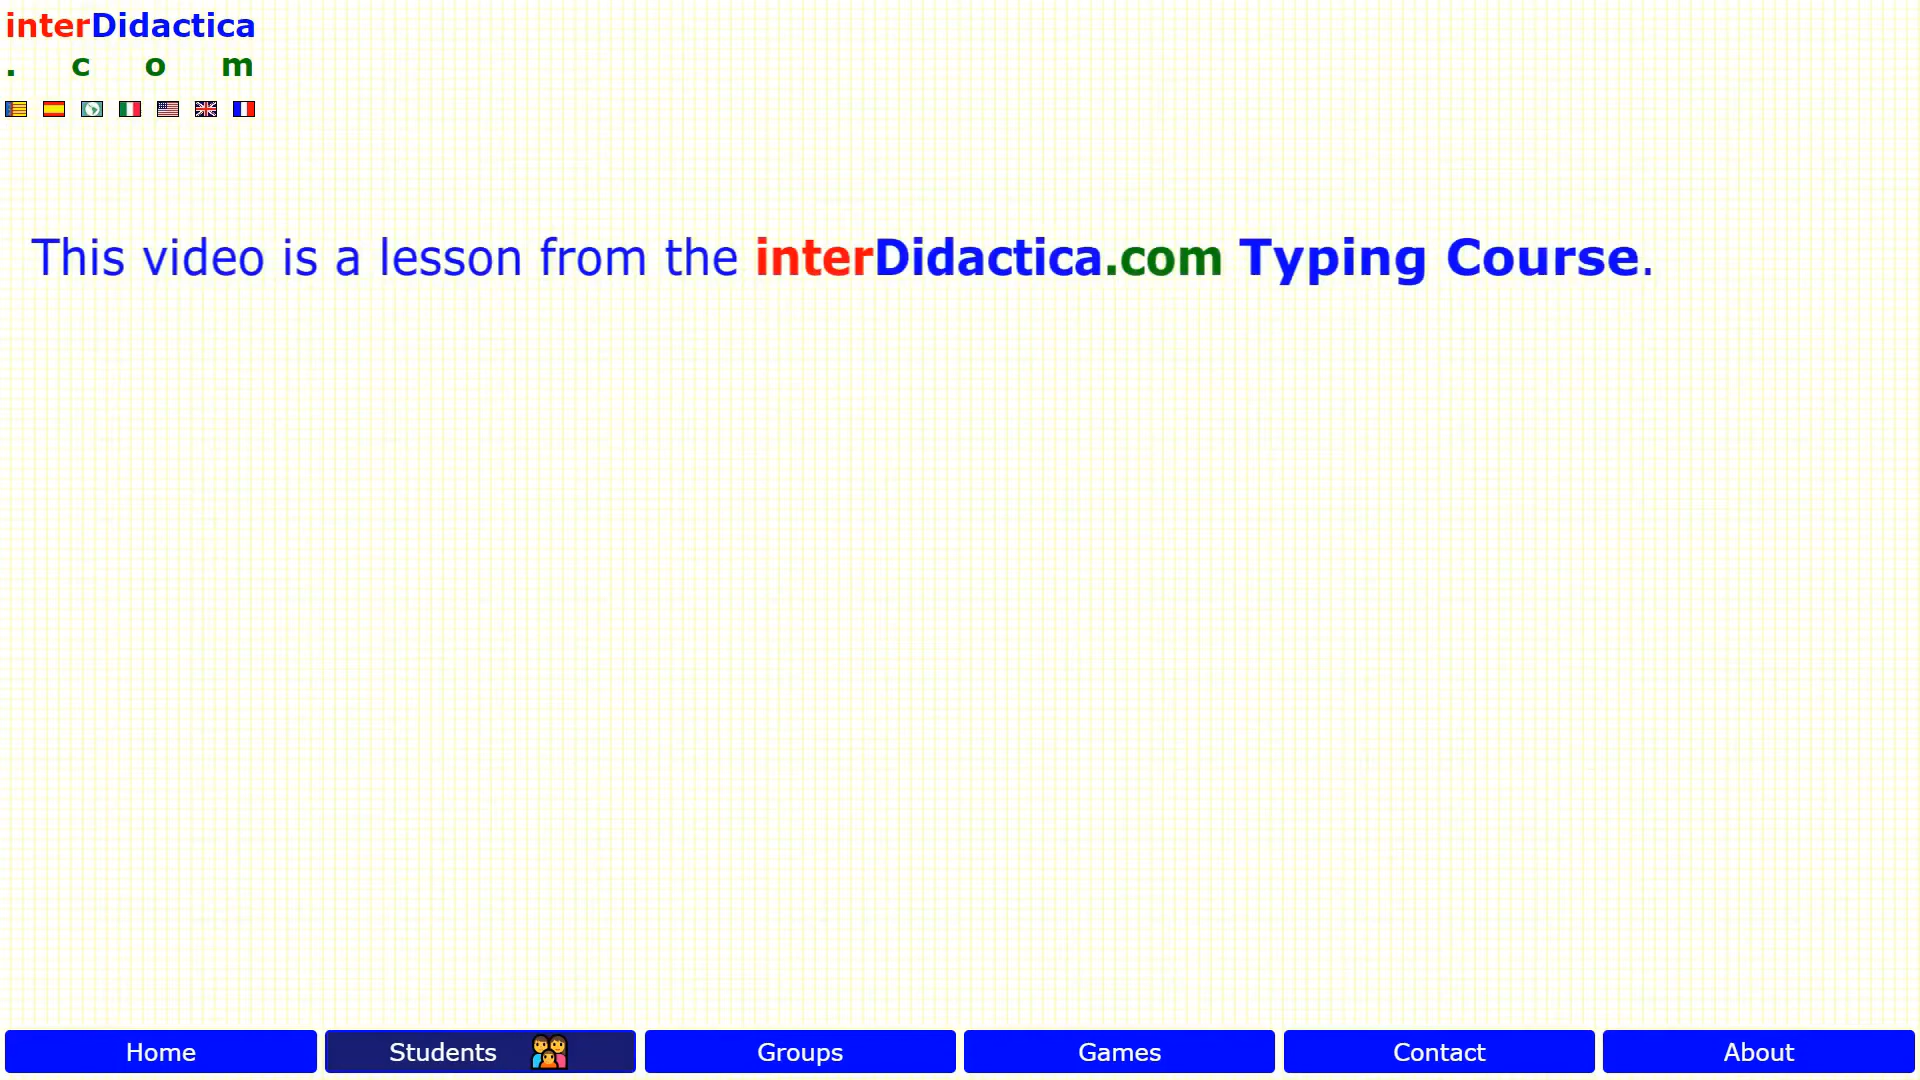 interDidactica
. c o m
This video is a lesson from the interDidactica.com Typing Course.
Home Students Groups Games Contact About